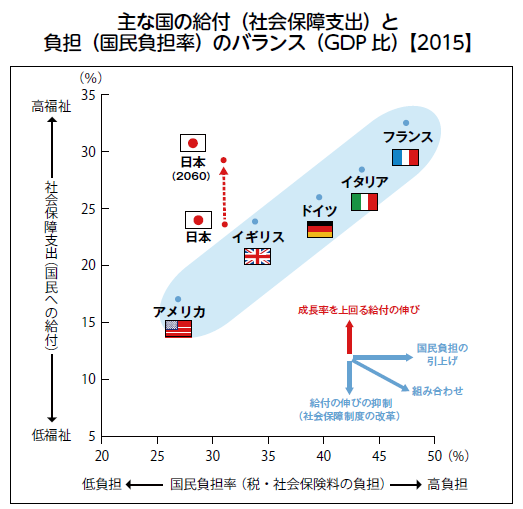 主な国の給付（社会保障支出）と
負担（国民負担率）のバランス（GDP比）【2015】
（%）
35
30
25
20
15
10
5
高福祉
社会保障支出（国民への給付）
低福祉
フランス
日本
（2060）
イタリア
ドイツ
日本
イギリス
アメリカ
成長率を上回る給付の伸び
国民負担の
引上げ
組み合わせ
給付の伸びの抑制
（社会保障制度の改革）
20 25 30 35 40 45 50（%）
低負担 国民負担率（税・社会保険料の負担） 高負担